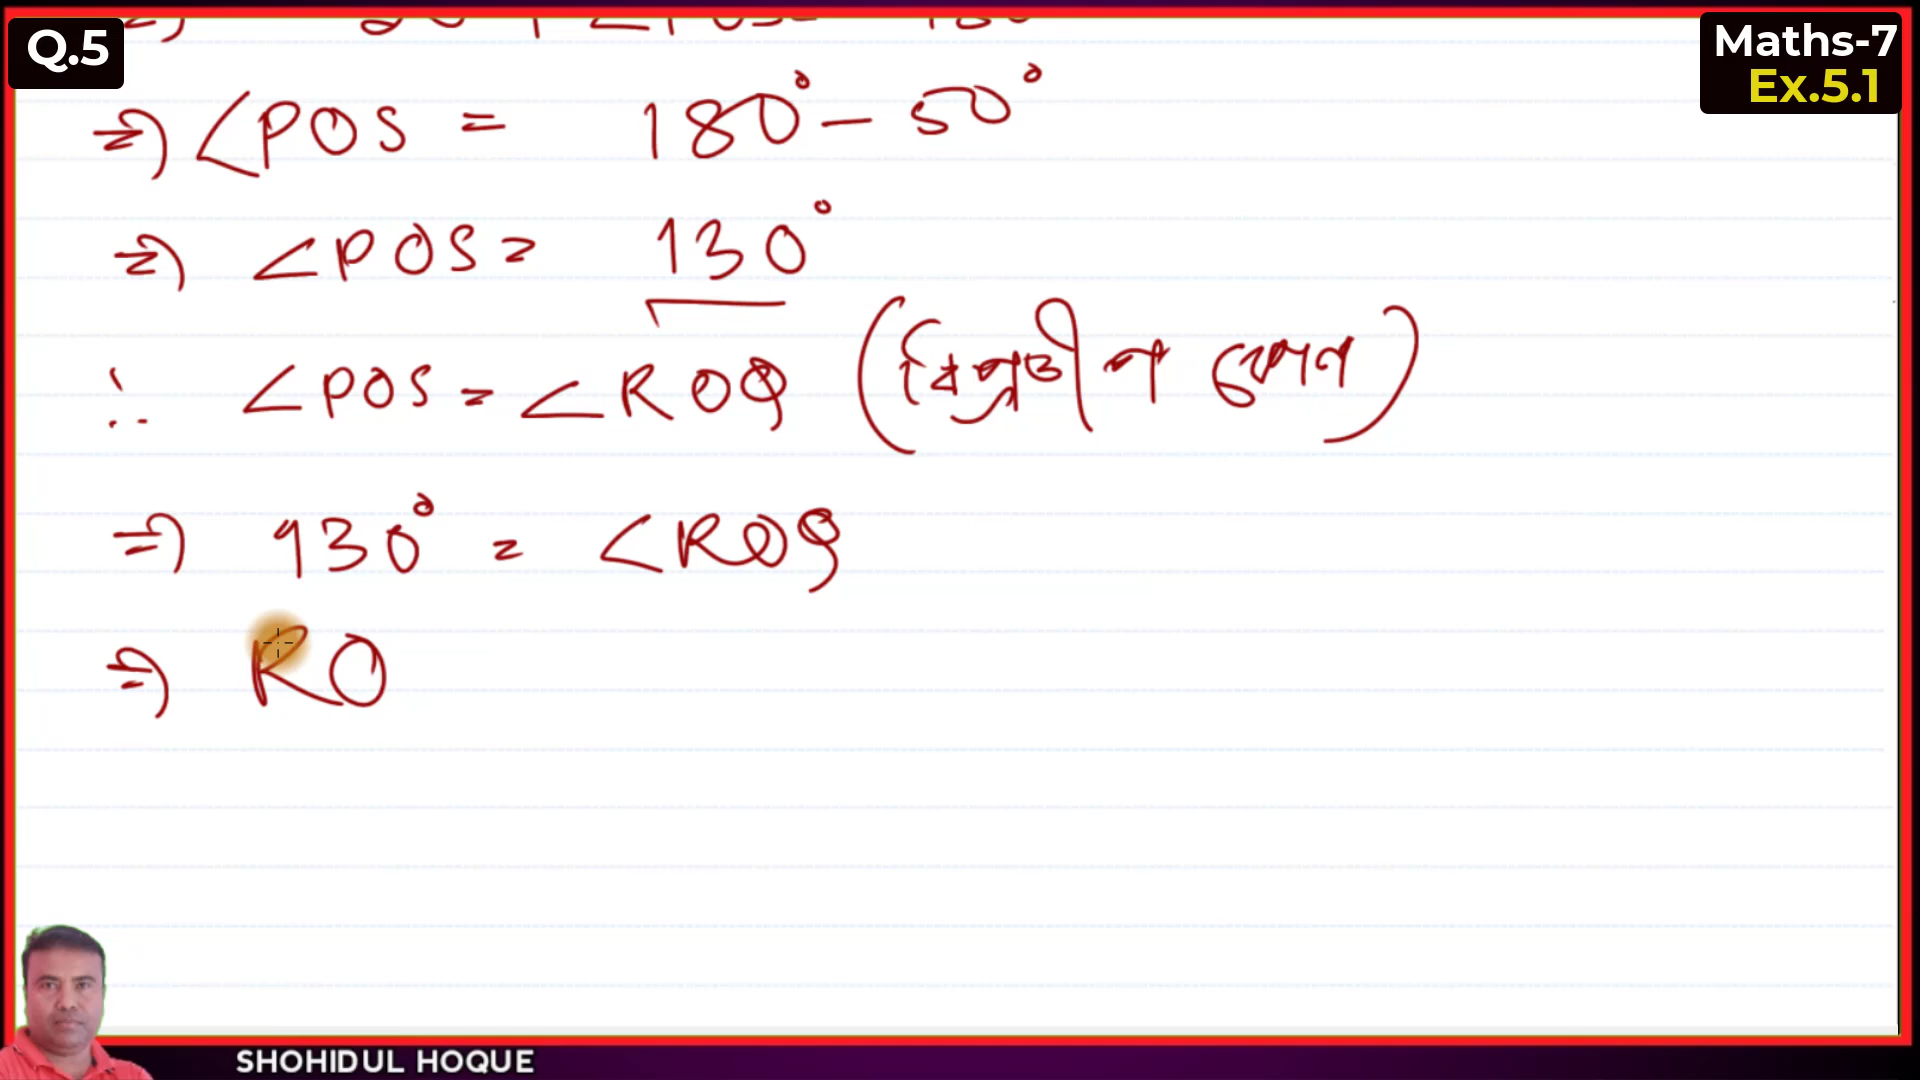 Q.5
Maths-7
Ex.5.1
⇒ ∠POS = 180° – 50°
⇒ ∠POS = 130°
∴ ∠POS = ∠ROQ (বিপ্রতীপ কোণ)
⇒ 130° = ∠ROQ
⇒ RO
SHOHIDUL HOQUE